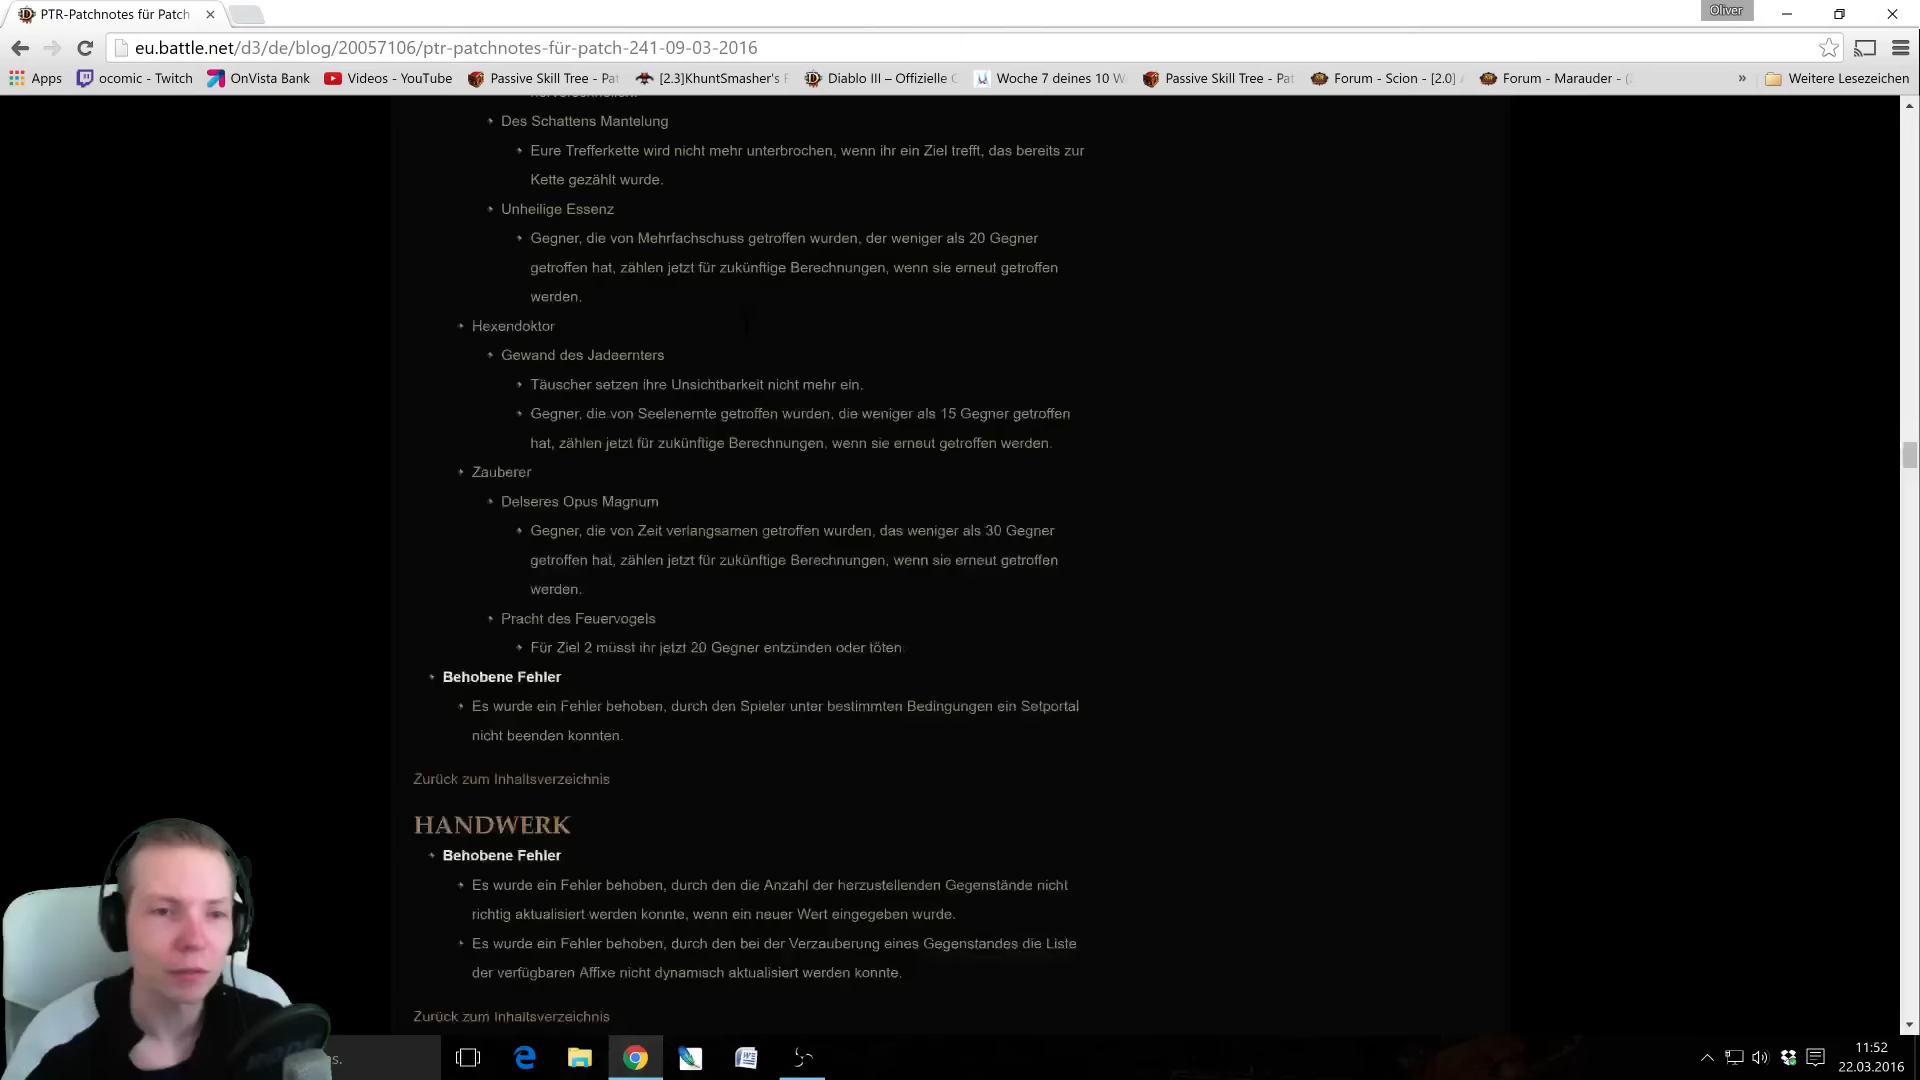 PTR-Patchnotes für Patch
Oliver
eu.battle.net/d3/de/blog/20057106/ptr-patchnotes-für-patch-241-09-03-2016
Apps ocomic - Twitch OnVista Bank Videos - YouTube Passive Skill Tree - Pat [2.3]KhuntSmasher's F Diablo III – Offizielle Woche 7 deines 10 W Passive Skill Tree - Pat Forum - Scion - [2.0] Forum - Marauder - » Weitere Lesezeichen
Des Schattens Mantelung
Eure Trefferkette wird nicht mehr unterbrochen, wenn ihr ein Ziel trefft, das bereits zur
Kette gezählt wurde.
Unheilige Essenz
Gegner, die von Mehrfachschuss getroffen wurden, der weniger als 20 Gegner
getroffen hat, zählen jetzt für zukünftige Berechnungen, wenn sie erneut getroffen
werden.
Hexendoktor
Gewand des Jadeernters
Täuscher setzen ihre Unsichtbarkeit nicht mehr ein.
Gegner, die von Seelenernte getroffen wurden, die weniger als 15 Gegner getroffen
hat, zählen jetzt für zukünftige Berechnungen, wenn sie erneut getroffen werden.
Zauberer
Delseres Opus Magnum
Gegner, die von Zeit verlangsamen getroffen wurden, das weniger als 30 Gegner
getroffen hat, zählen jetzt für zukünftige Berechnungen, wenn sie erneut getroffen
werden.
Pracht des Feuervogels
Für Ziel 2 müsst ihr jetzt 20 Gegner entzünden oder töten
Behobene Fehler
Es wurde ein Fehler behoben, durch den Spieler unter bestimmten Bedingungen ein Setportal
nicht beenden konnten.
Zurück zum Inhaltsverzeichnis
HANDWERK
Behobene Fehler
Es wurde ein Fehler behoben, durch den die Anzahl der herzustellenden Gegenstände nicht
richtig aktualisiert werden konnte, wenn ein neuer Wert eingegeben wurde.
Es wurde ein Fehler behoben, durch den bei der Verzauberung eines Gegenstandes die Liste
der verfügbaren Affixe nicht dynamisch aktualisiert werden konnte.
Zurück zum Inhaltsverzeichnis
11:52
22.03.2016